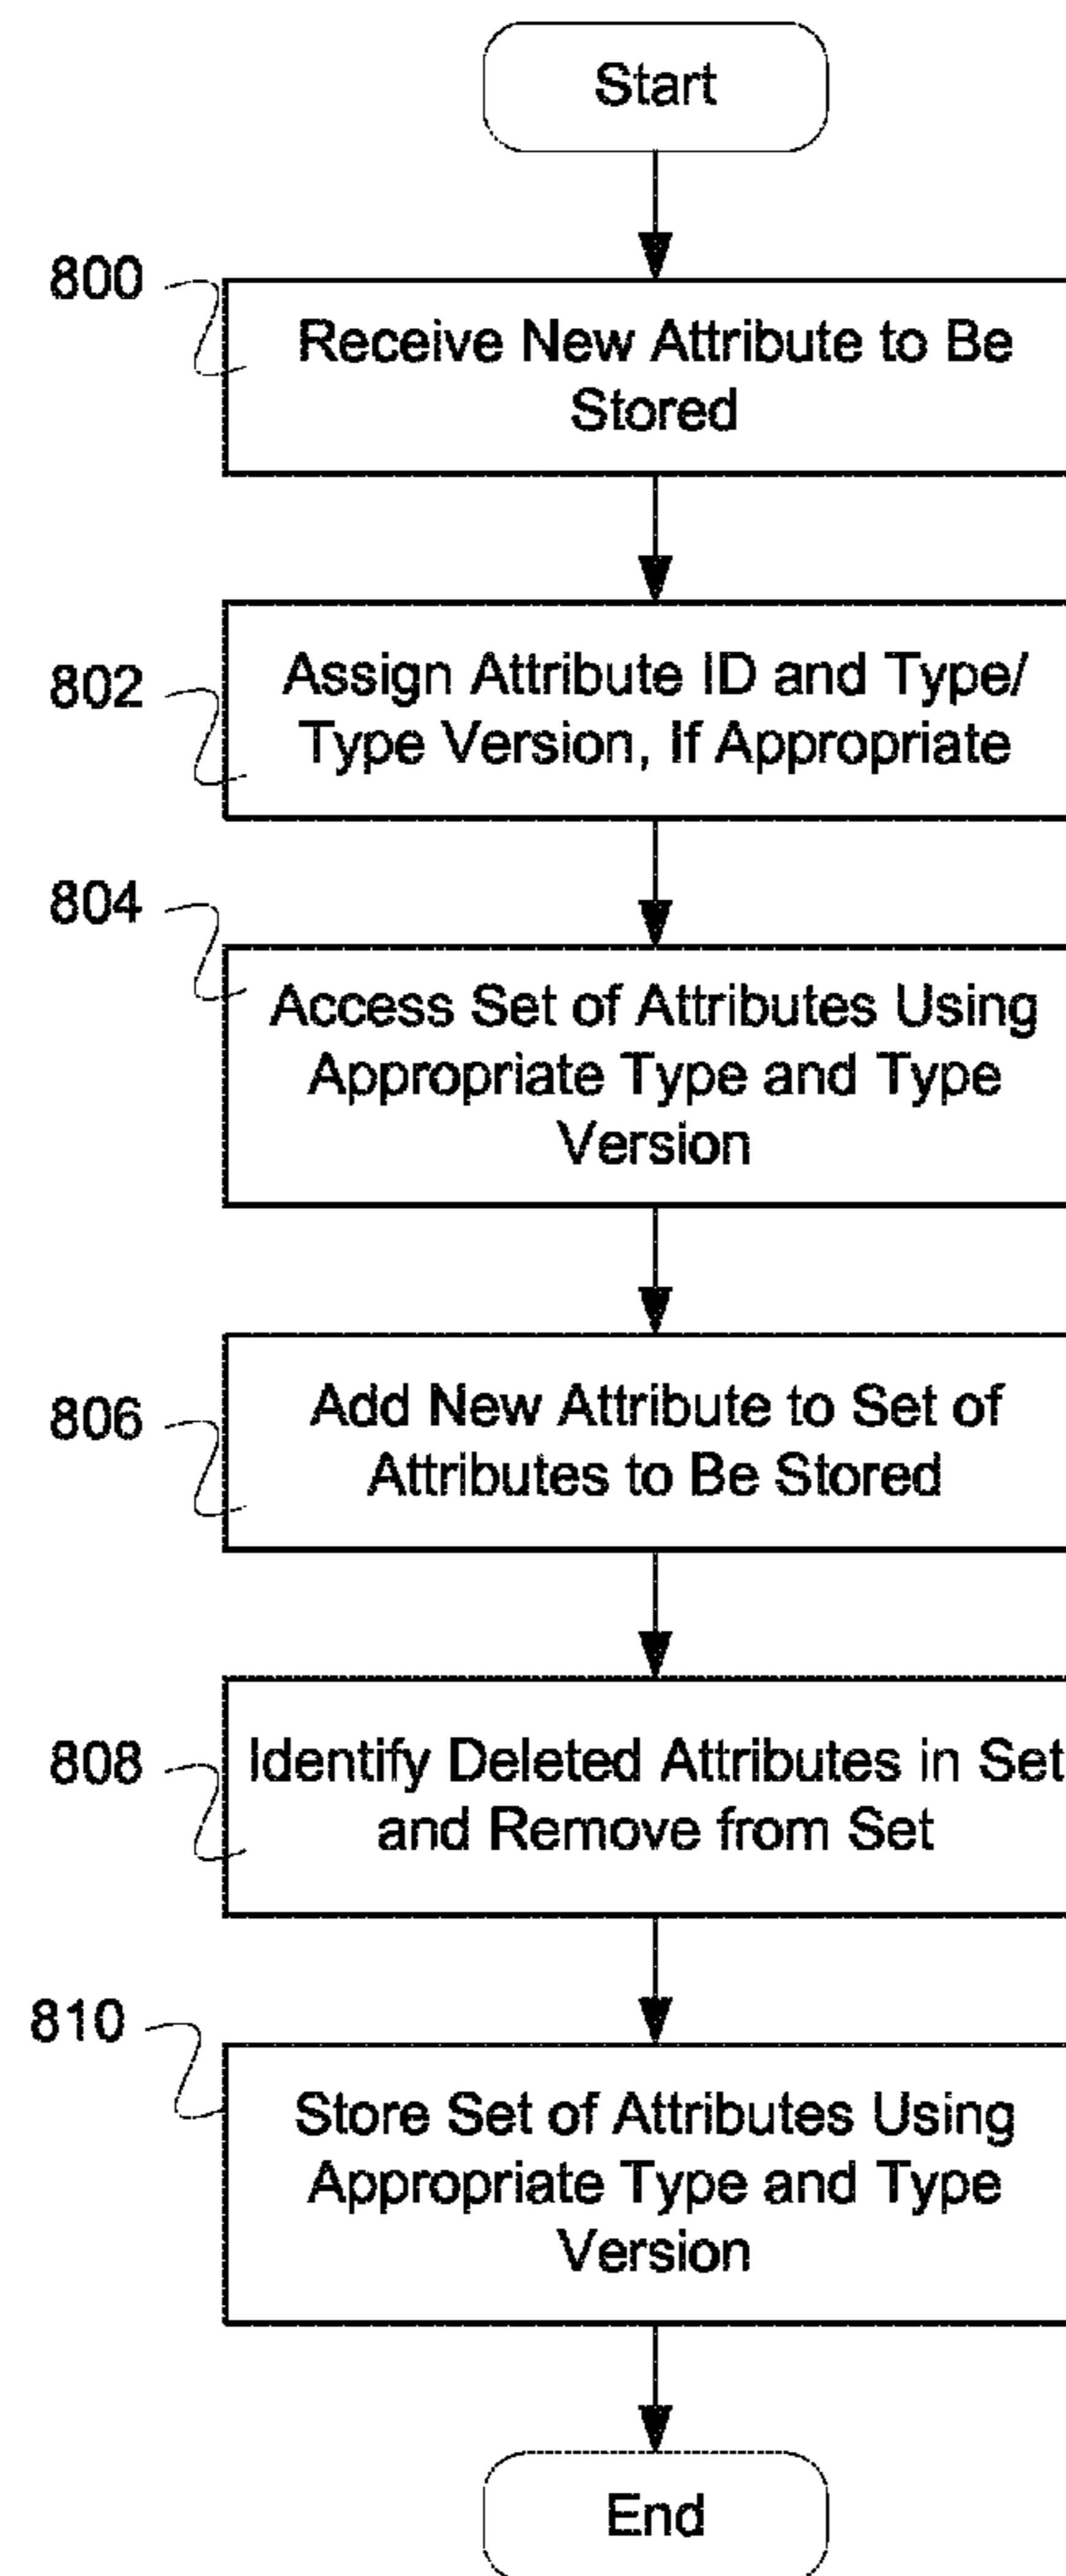 Start
800
Receive New Attribute to Be
Stored
802
Assign Attribute ID and Type/
Type Version, If Appropriate
804
Access Set of Attributes Using
Appropriate Type and Type
Version
806
Add New Attribute to Set of
Attributes to Be Stored
808
Identify Deleted Attributes in Set
and Remove from Set
810
Store Set of Attributes Using
Appropriate Type and Type
Version
End